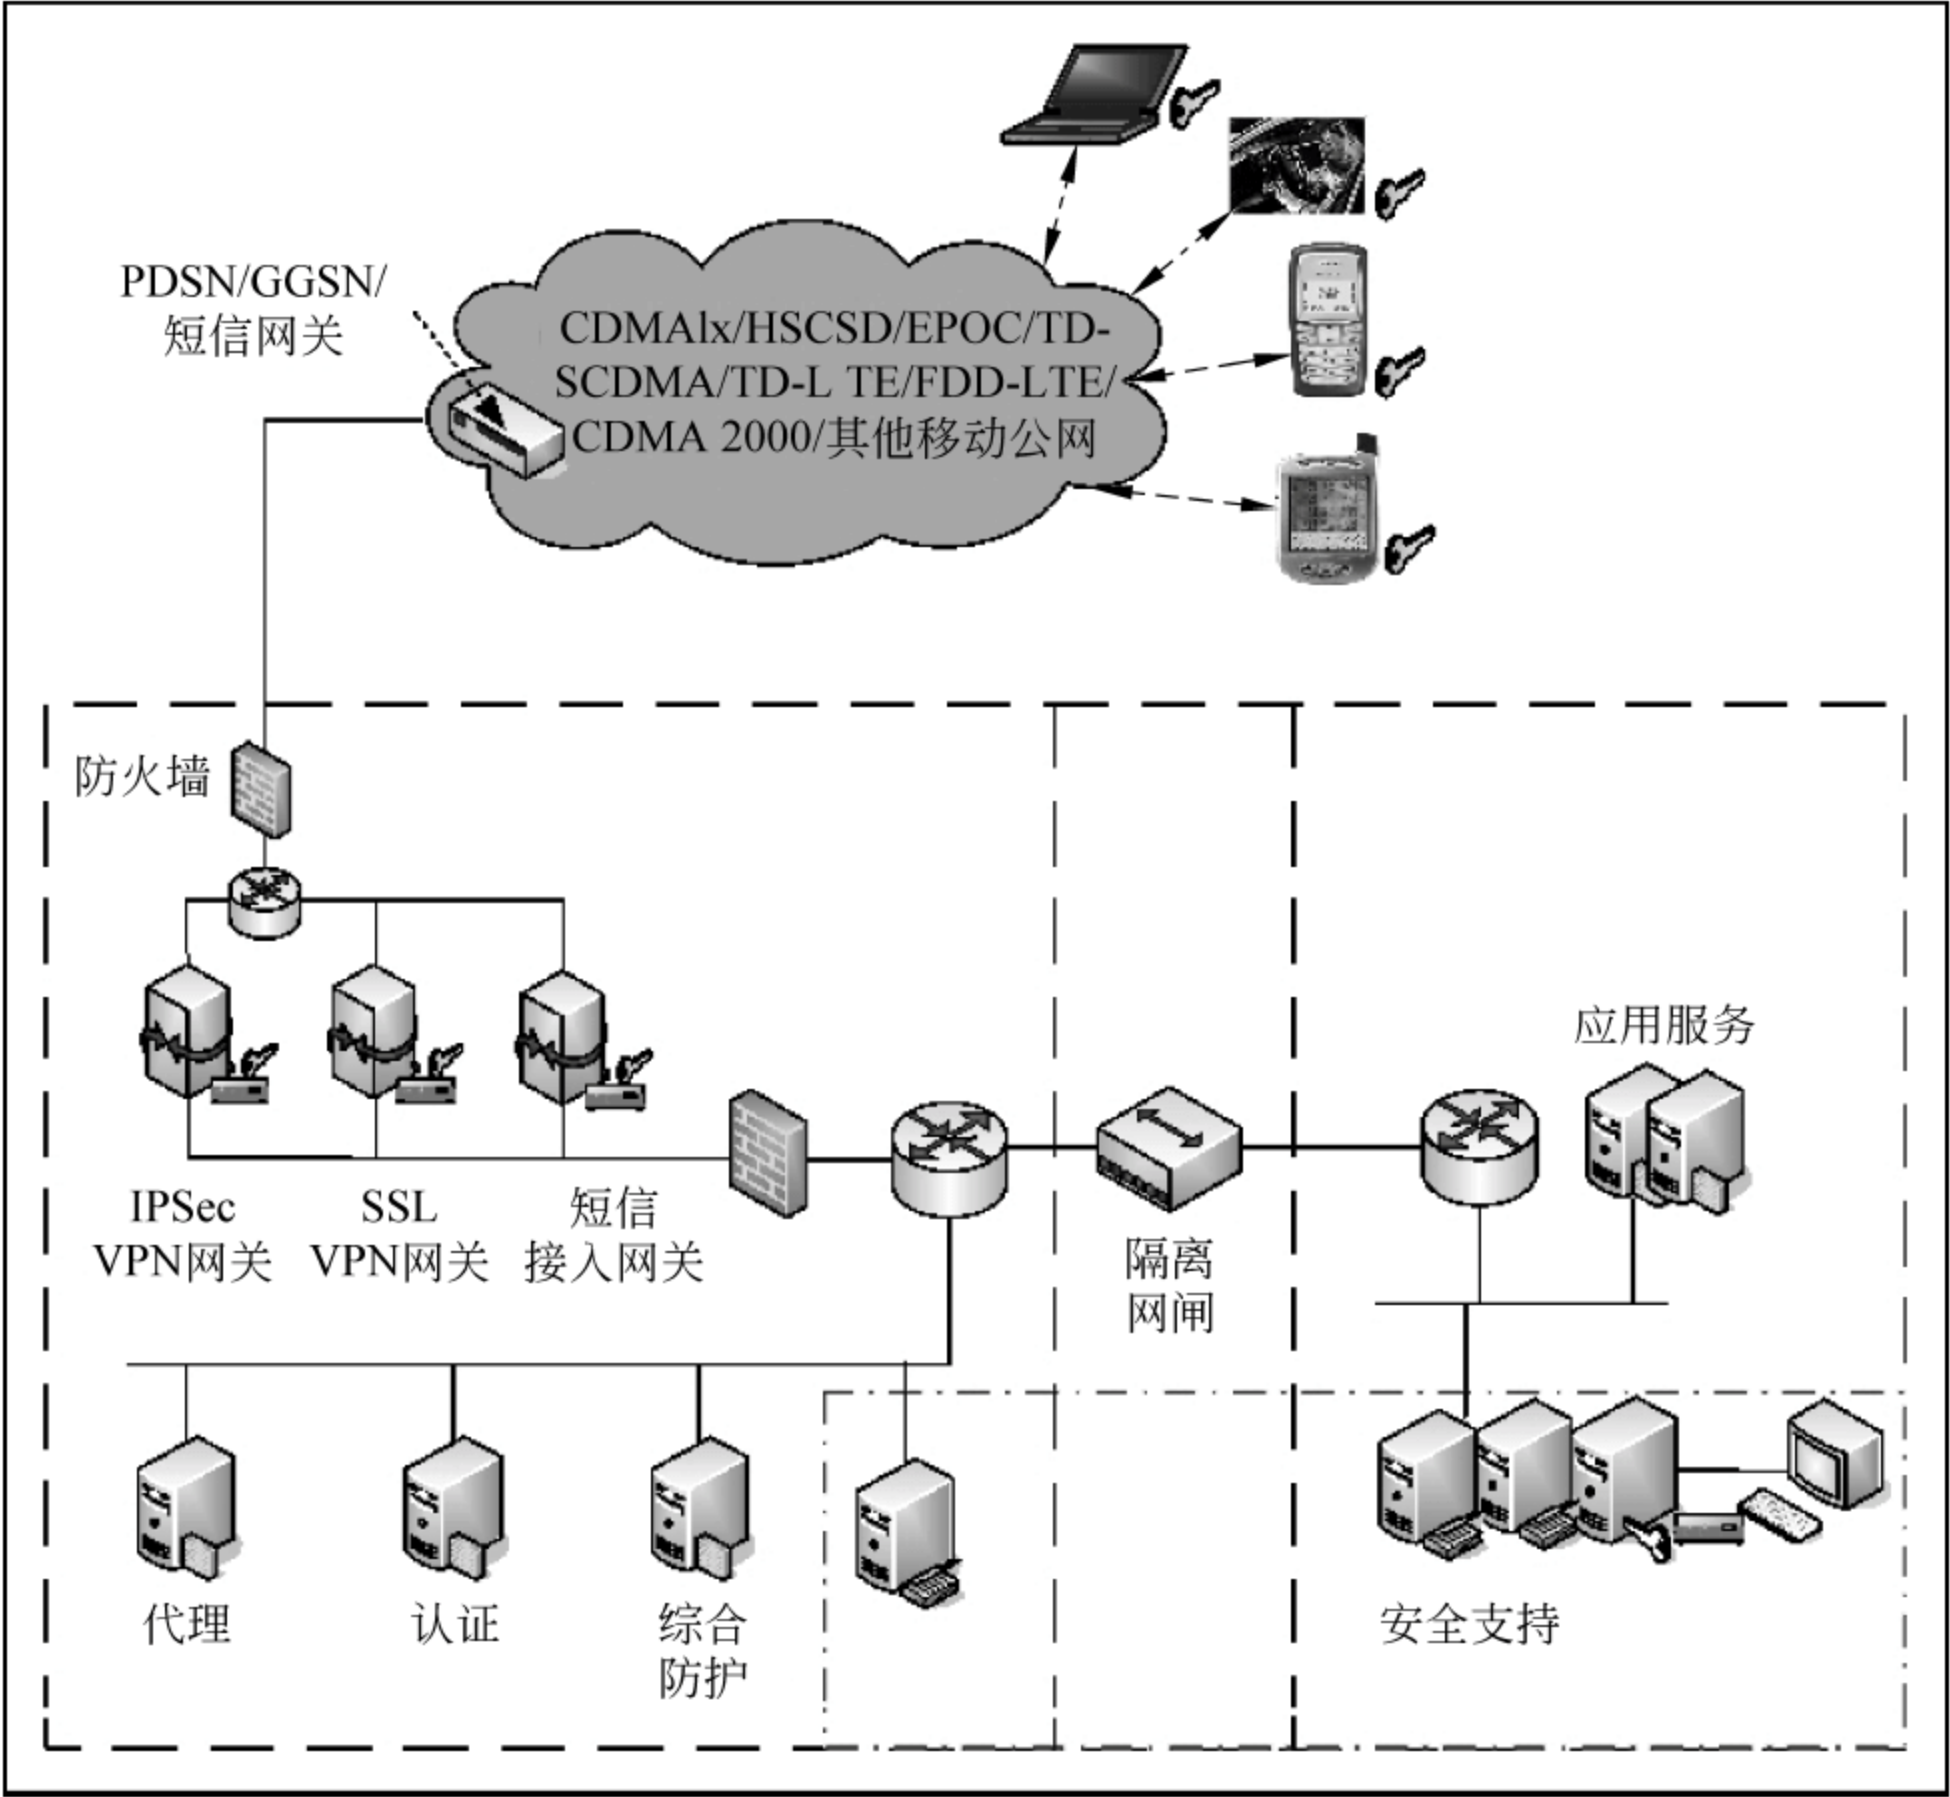 PDSN/GGSN/
短信网关
CDMAlx/HSCSD/EPOC/TD-
SCDMA/TD-L TE/FDD-LTE/
CDMA 2000/其他移动公网
防火墙
应用服务
IPSec
VPN网关
SSL
VPN网关
短信
接入网关
隔离
网闸
代理
认证
综合
防护
安全支持